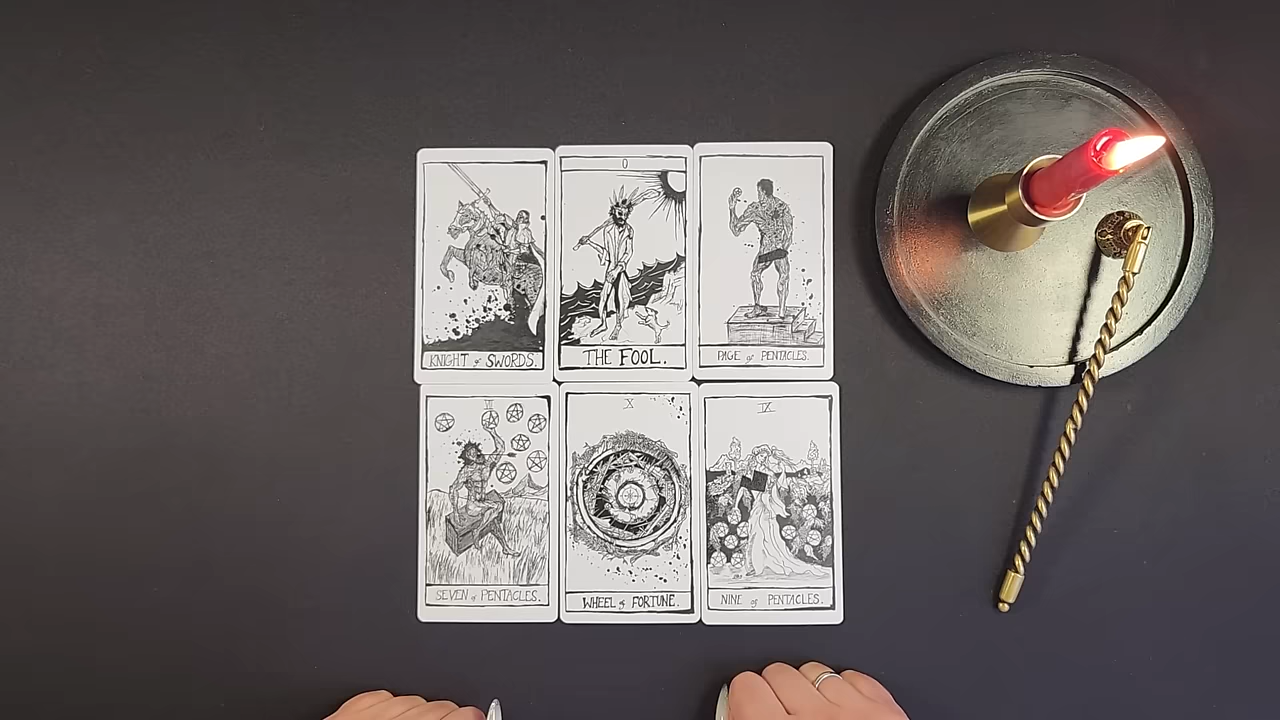 KNIGHT of SWORDS.
0
THE FOOL.
PAGE of PENTACLES.
VII
SEVEN of PENTACLES.
X
WHEEL of FORTUNE.
IX
NINE of PENTACLES.